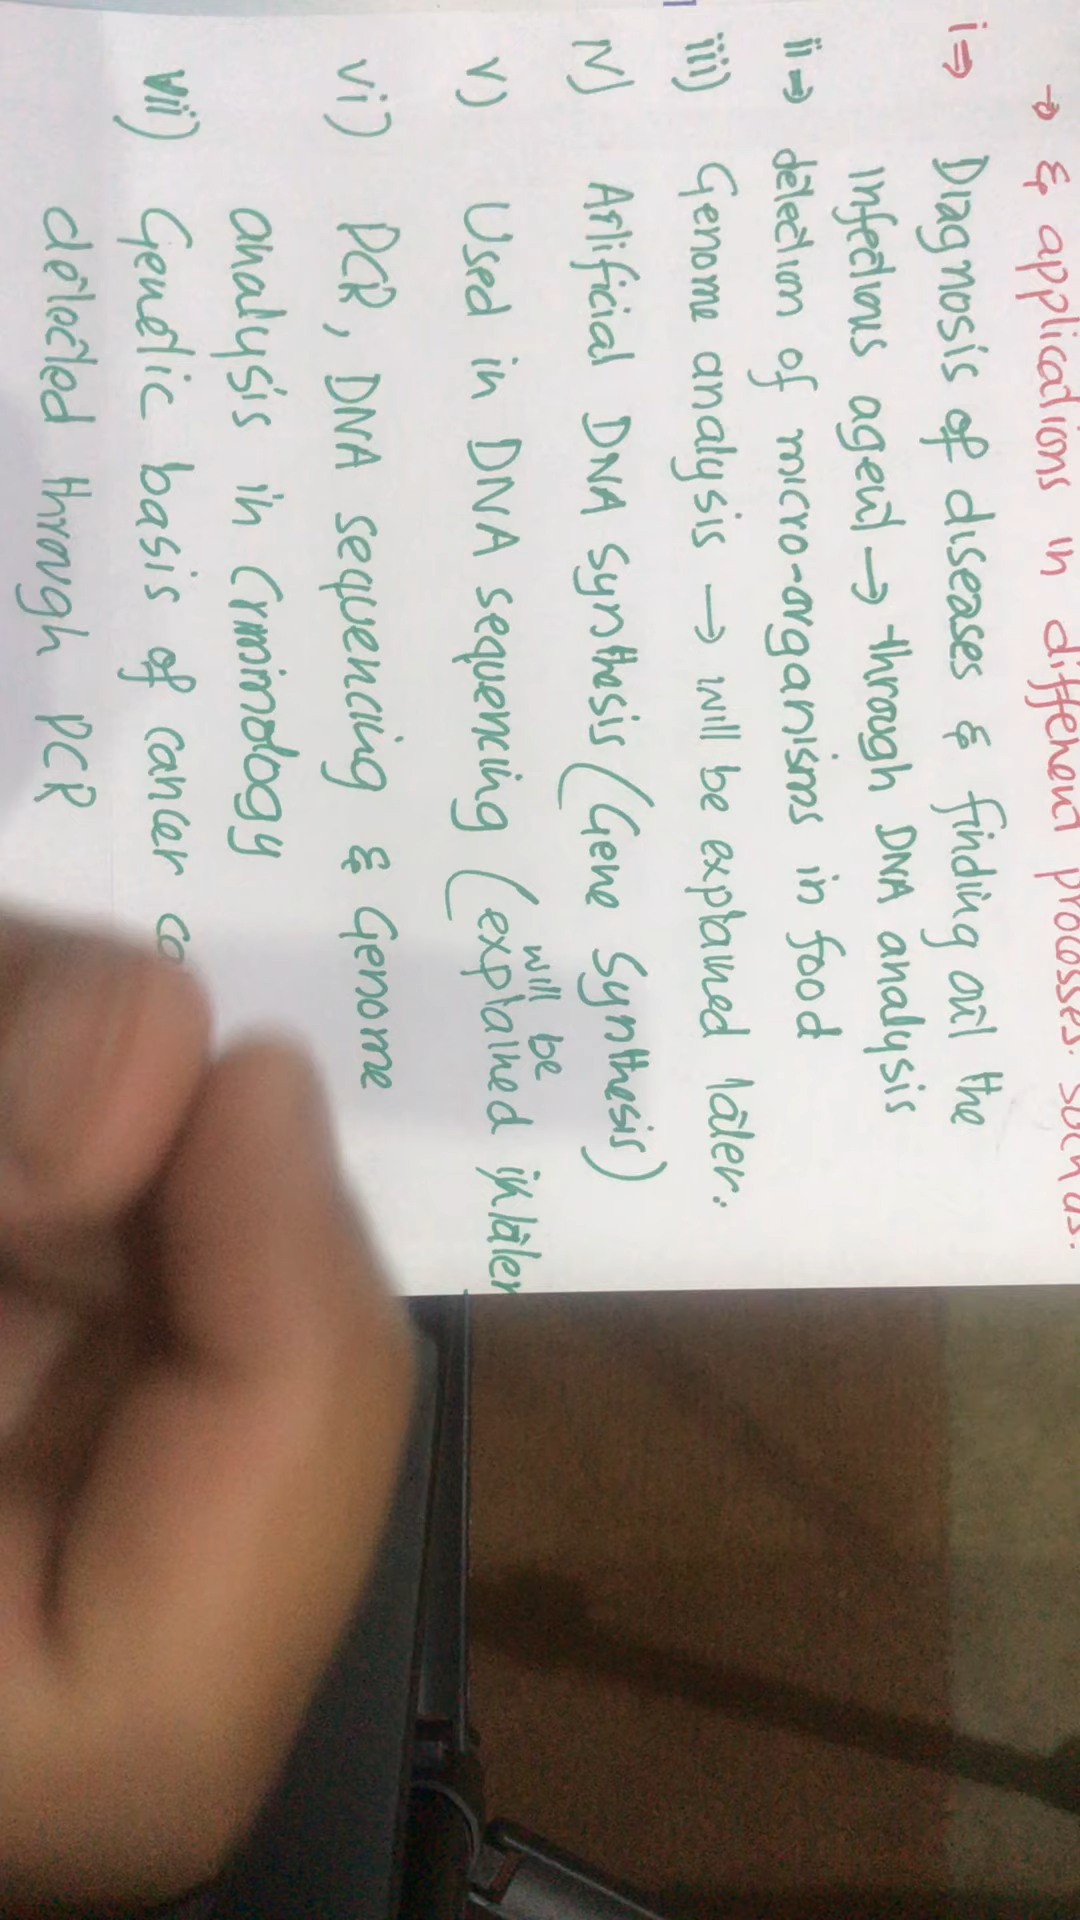 → & applications in different processes. such as:
i⇒ Diagnosis of diseases & finding out the
infectious agent → through DNA analysis
ii⇒ detection of micro-organisms in food
iii) Genome analysis → will be explained later.
iv) Artificial DNA synthesis (Gene Synthesis)
v) Used in DNA sequencing (will be explained in later
vi) PCR, DNA sequencing & Genome
analysis in Crminology
vii) Genetic basis of cancer
detected through PCR